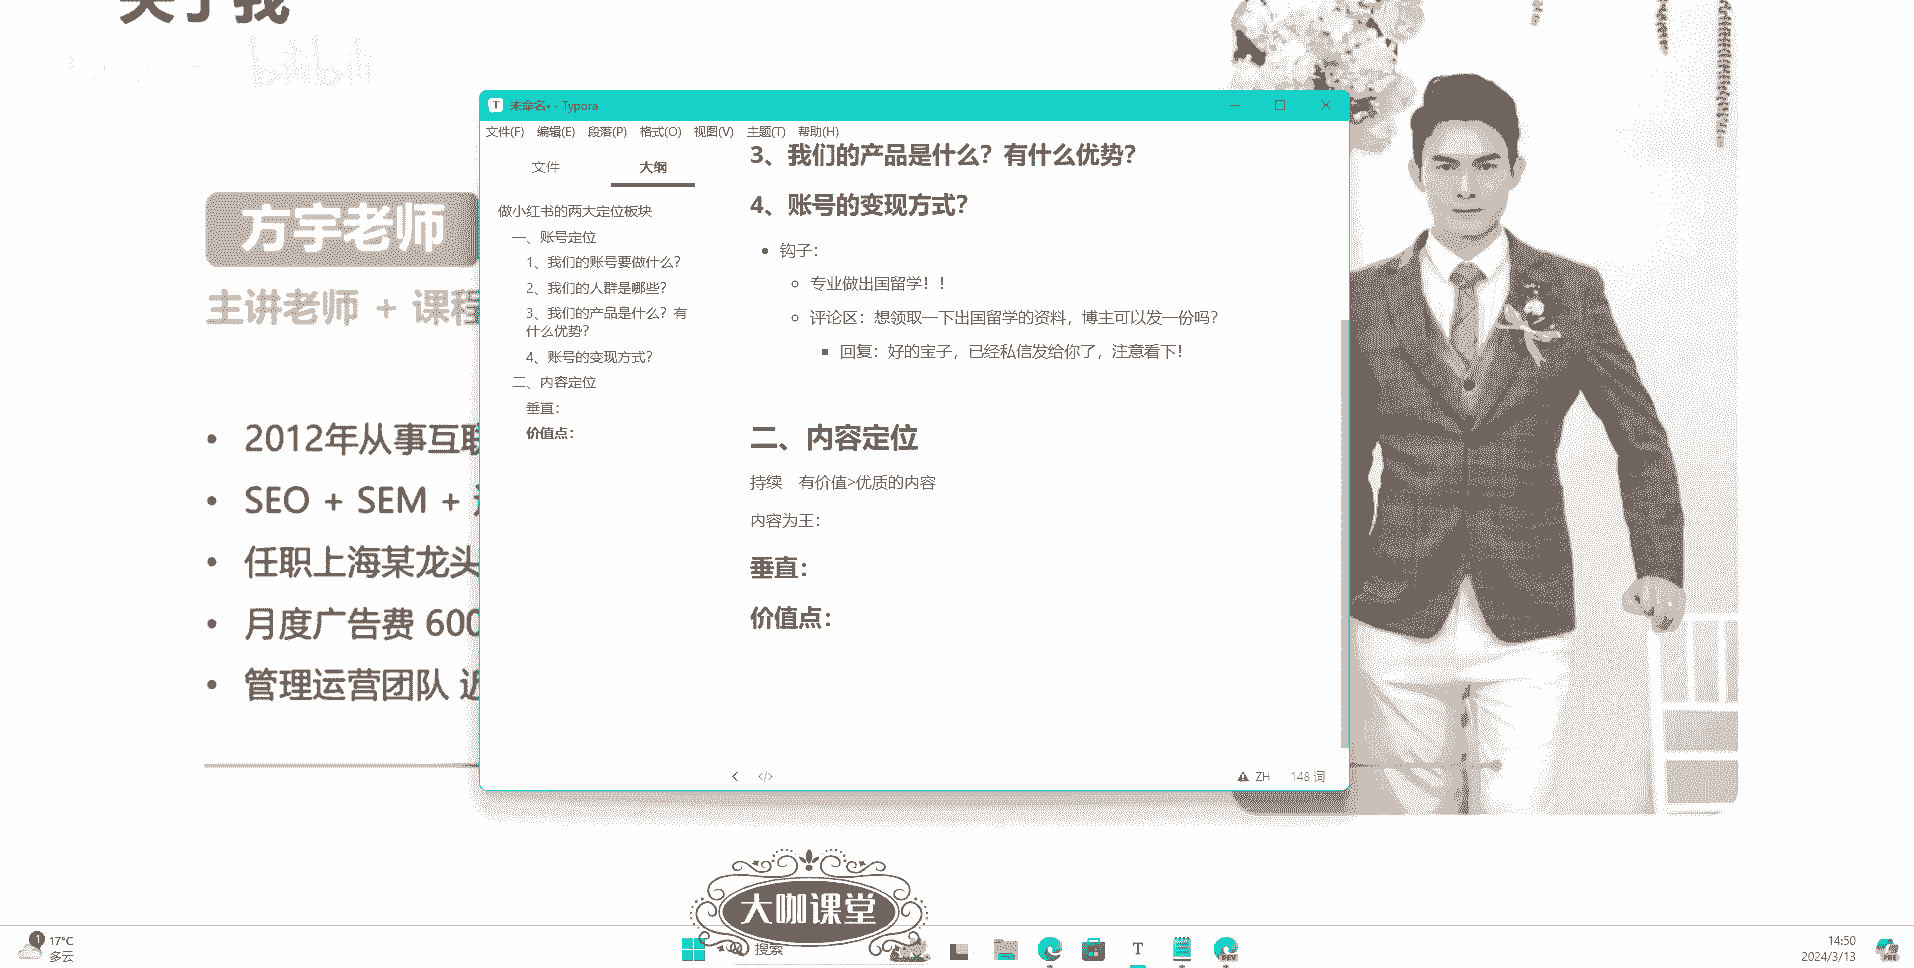 关于我
bilibili
方宇老师
主讲老师 + 课程
2012年从事互联
SEO + SEM +
任职上海某龙头
月度广告费 600
管理运营团队 近
未命名• - Typora
文件(F) 编辑(E) 段落(P) 格式(O) 视图(V) 主题(T) 帮助(H)
文件 大纲
做小红书的两大定位板块
一、账号定位
1、我们的账号要做什么？
2、我们的人群是哪些？
3、我们的产品是什么？有
什么优势？
4、账号的变现方式？
二、内容定位
垂直：
价值点：
3、我们的产品是什么？有什么优势？
4、账号的变现方式？
钩子：
专业做出国留学！！
评论区：想领取一下出国留学的资料，博主可以发一份吗？
回复：好的宝子，已经私信发给你了，注意看下！
二、内容定位
持续 有价值>优质的内容
内容为王：
垂直：
价值点：
</> ZH 148 词
大咖课堂
1 17°C
多云
搜索
T
DEV
14:50
2024/3/13
PRE